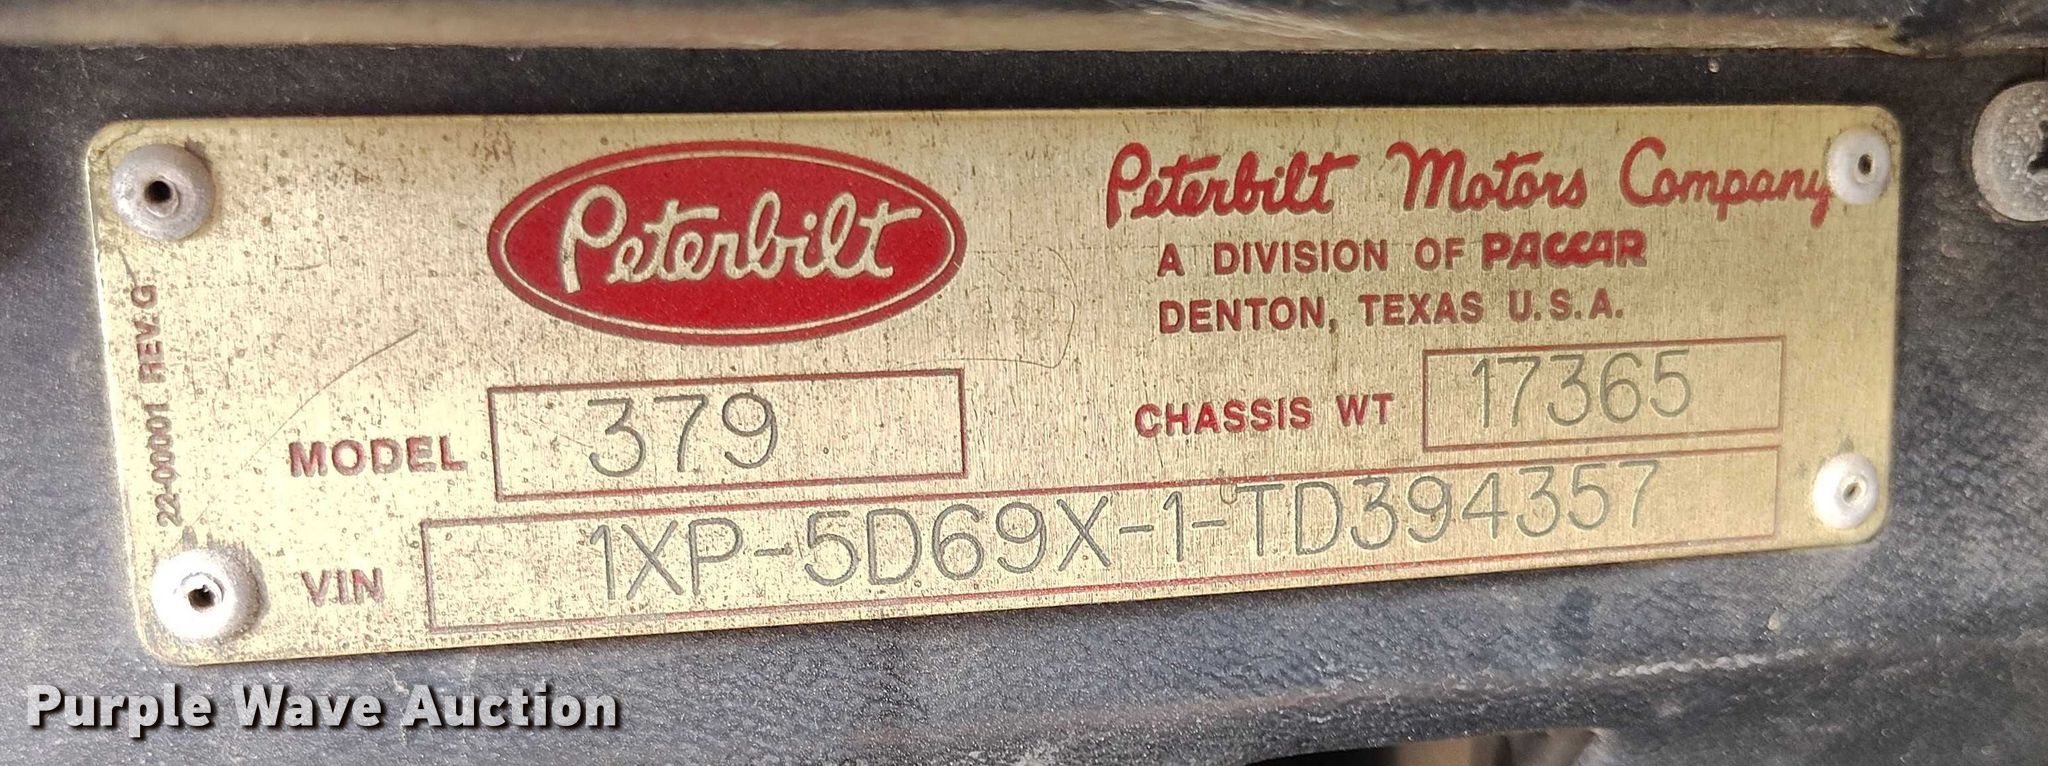 Peterbilt
Peterbilt Motors Company
A DIVISION OF PACCAR
DENTON, TEXAS U.S.A.
MODEL 379
CHASSIS WT 17365
VIN 1XP-5D69X-1-TD394357
22-00001 REV.G
Purple Wave Auction